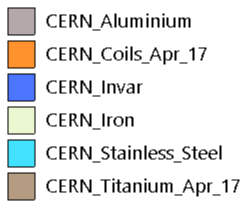 CERN_Aluminium
CERN_Coils_Apr_17
CERN_Invar
CERN_Iron
CERN_Stainless_Steel
CERN_Titanium_Apr_17